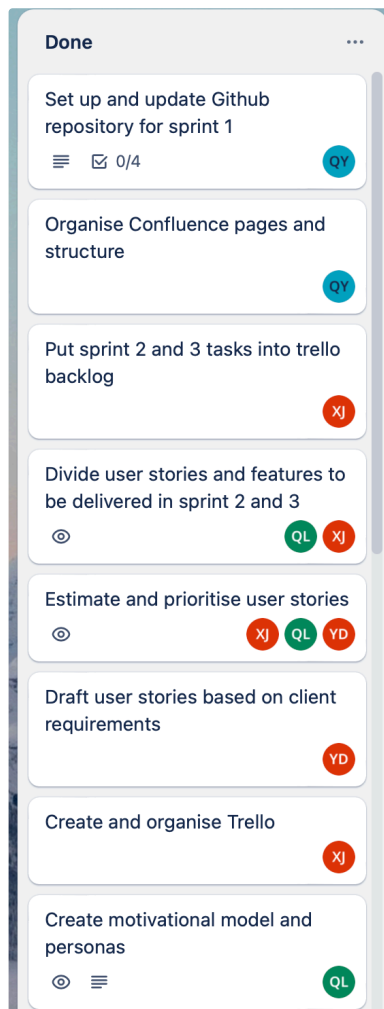 Done
Set up and update Github
repository for sprint 1
0/4
QY
Organise Confluence pages and
structure
QY
Put sprint 2 and 3 tasks into trello
backlog
XJ
Divide user stories and features to
be delivered in sprint 2 and 3
QL XJ
Estimate and prioritise user stories
XJ QL YD
Draft user stories based on client
requirements
YD
Create and organise Trello
XJ
Create motivational model and
personas
QL